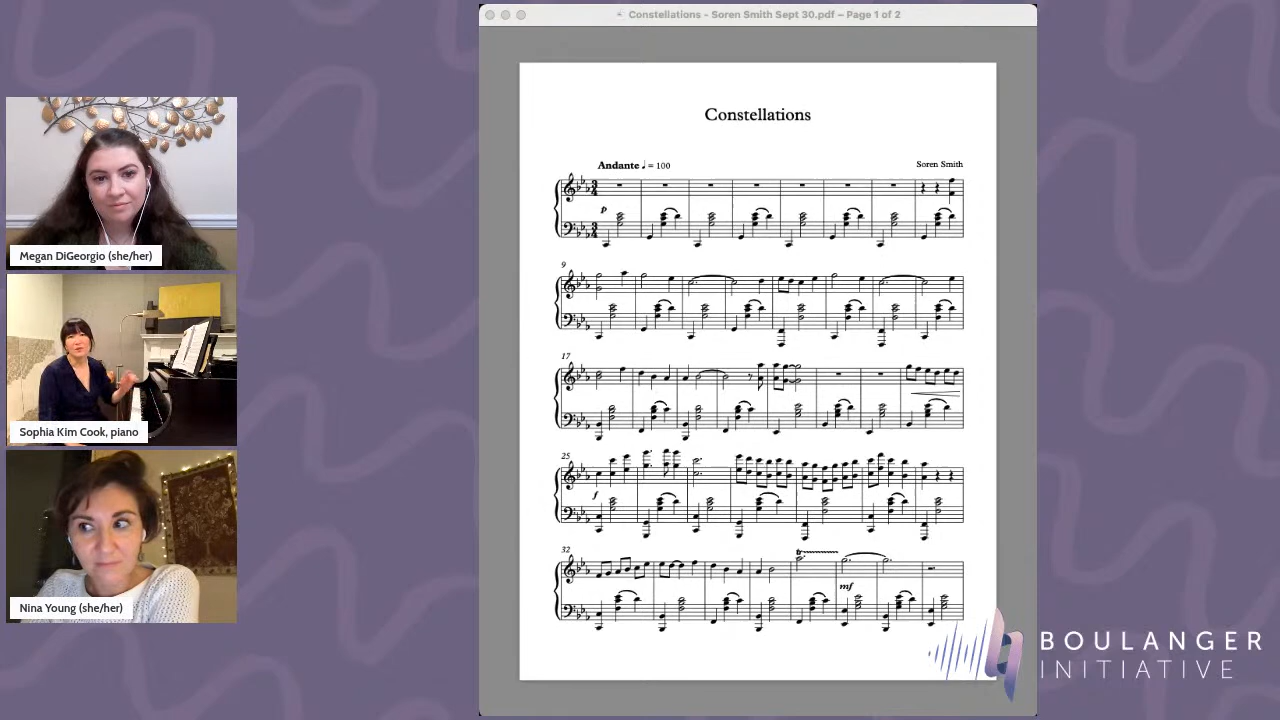 Constellations - Soren Smith Sept 30.pdf – Page 1 of 2
Constellations
Andante ♩ = 100
Soren Smith
p
9
17
25
f
32
mf
Megan DiGeorgio (she/her)
Sophia Kim Cook, piano
Nina Young (she/her)
BOULANGER
INITIATIVE